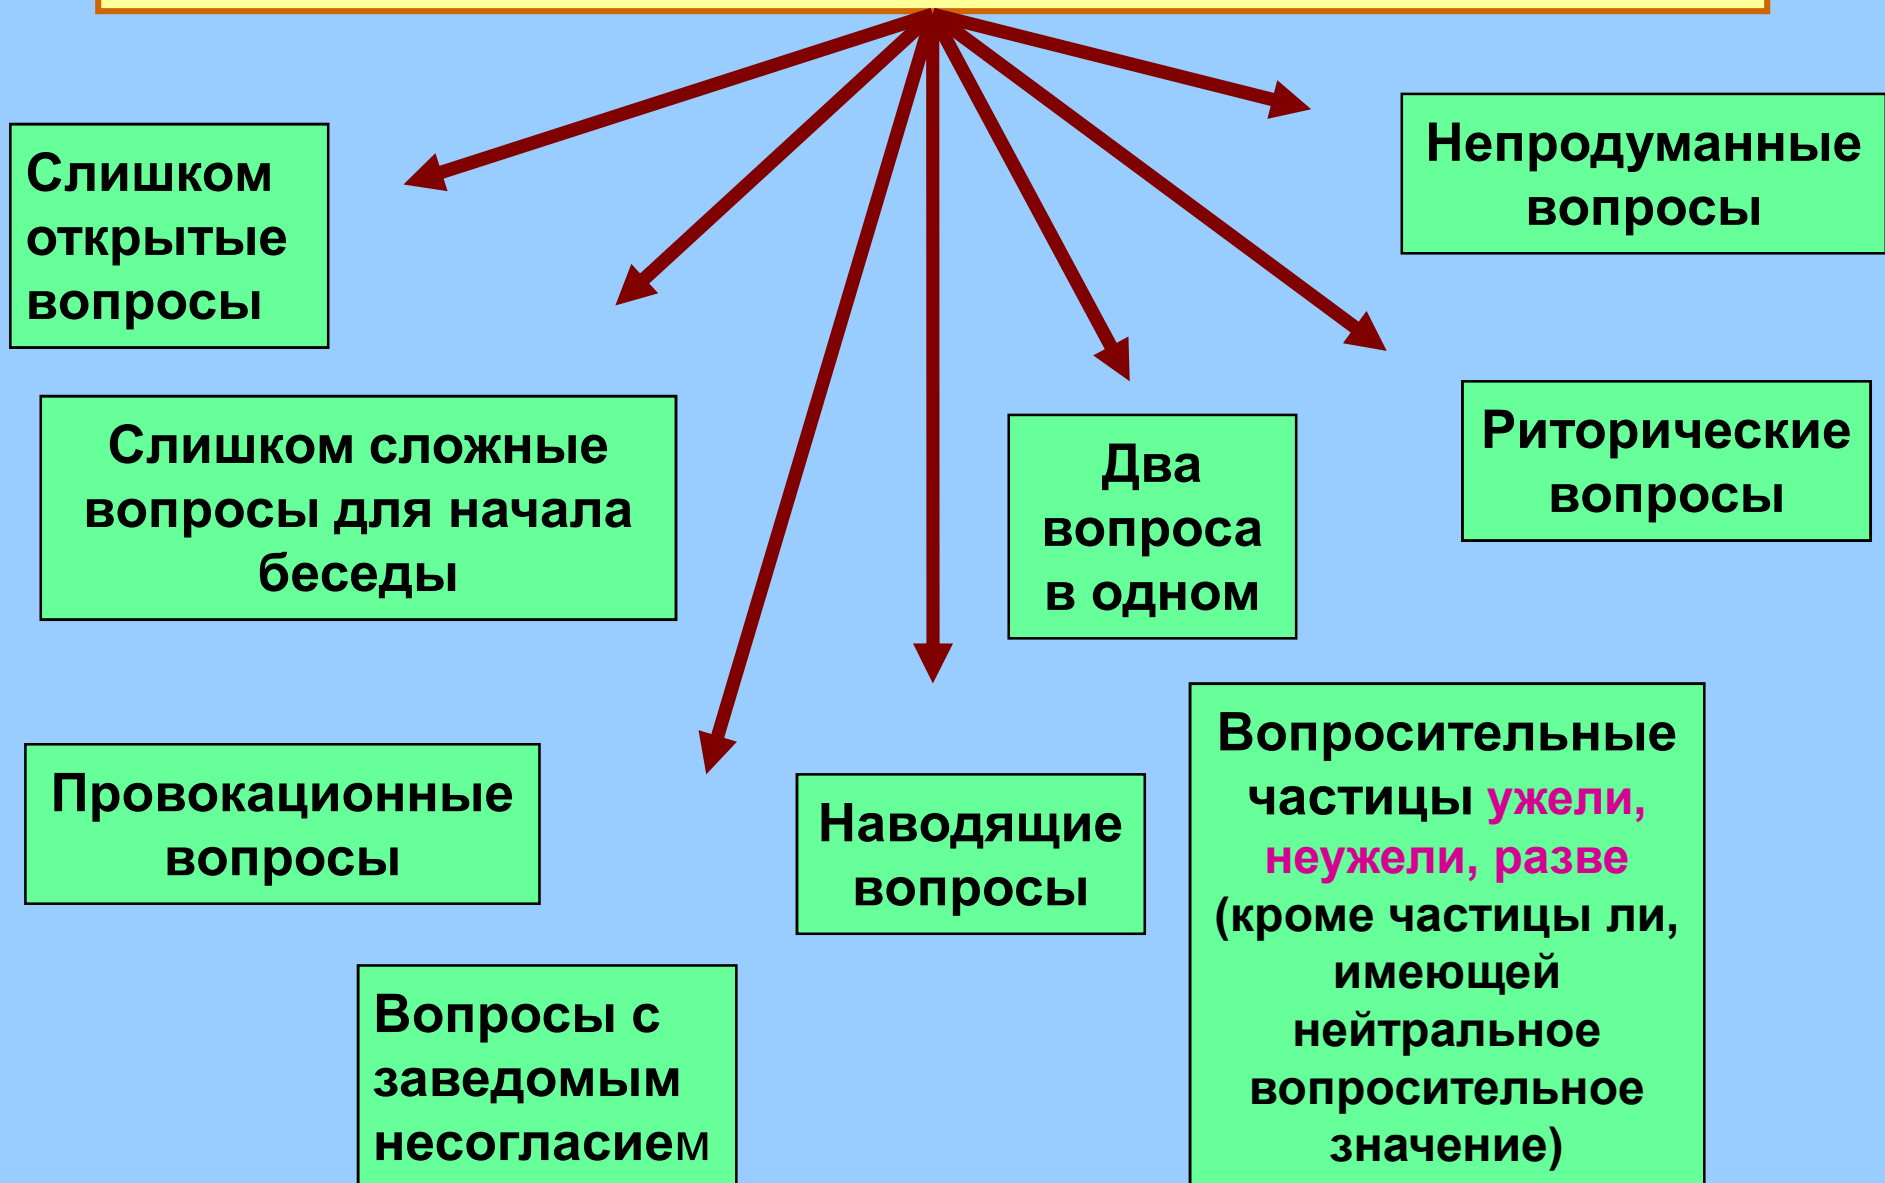 Слишком
открытые
вопросы
Непродуманные
вопросы
Слишком сложные
вопросы для начала
беседы
Два
вопроса
в одном
Риторические
вопросы
Провокационные
вопросы
Наводящие
вопросы
Вопросительные
частицы ужели,
неужели, разве
(кроме частицы ли,
имеющей
нейтральное
вопросительное
значение)
Вопросы с
заведомым
несогласием